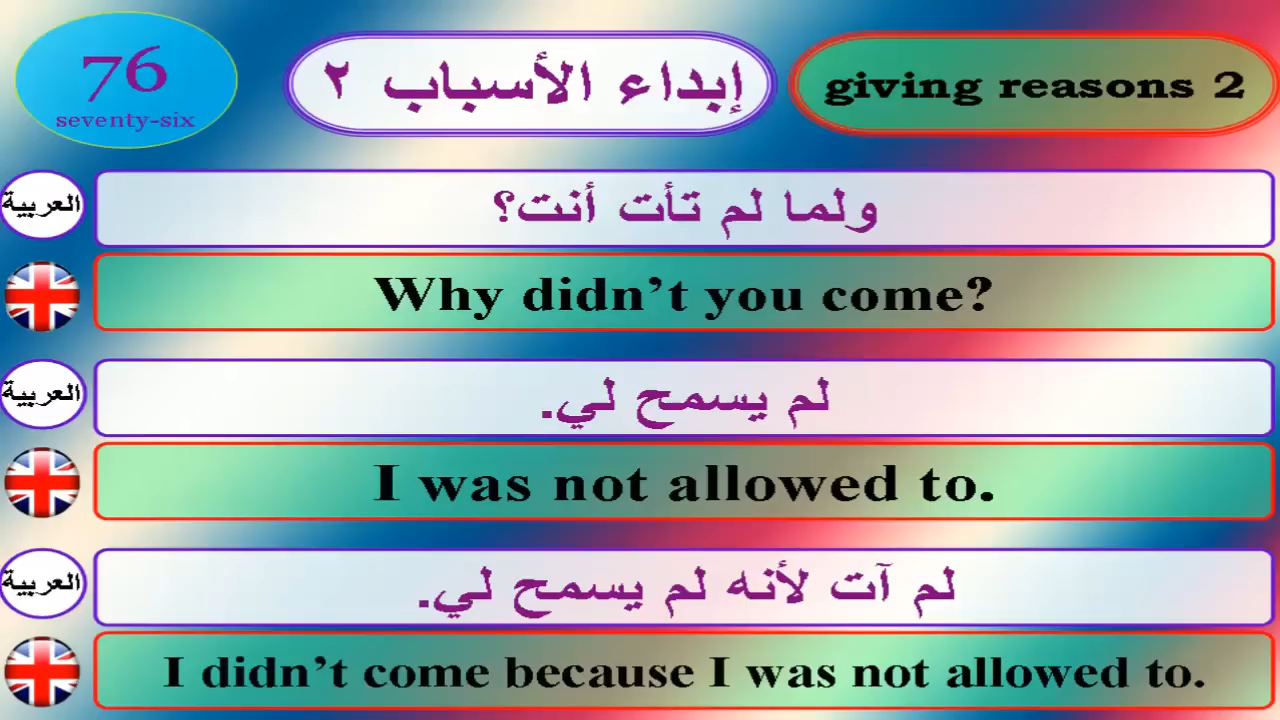 76
seventy-six
إبداء الأسباب ٢
giving reasons 2
العربية
ولما لم تأت أنت؟
Why didn’t you come?
العربية
لم يسمح لي.
I was not allowed to.
العربية
لم آت لأنه لم يسمح لي.
I didn’t come because I was not allowed to.